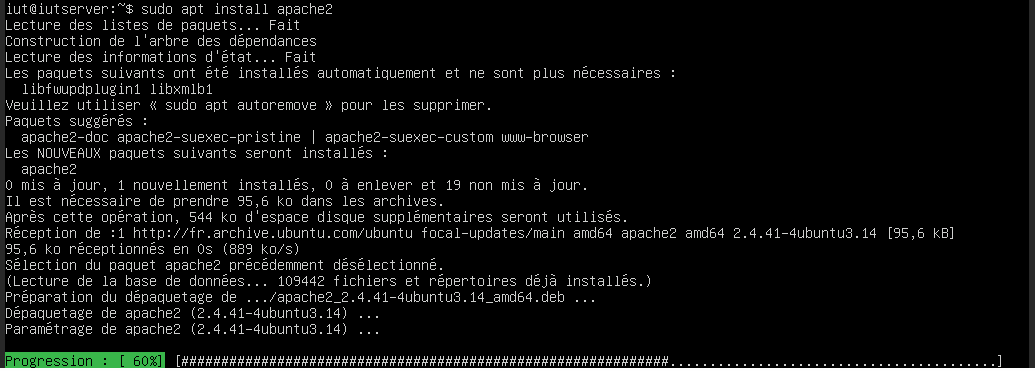 iut@iutserver:~$ sudo apt install apache2
Lecture des listes de paquets... Fait
Construction de l'arbre des dépendances
Lecture des informations d'état... Fait
Les paquets suivants ont été installés automatiquement et ne sont plus nécessaires :
  libfwupdplugin1 libxmlb1
Veuillez utiliser « sudo apt autoremove » pour les supprimer.
Paquets suggérés :
  apache2-doc apache2-suexec-pristine | apache2-suexec-custom www-browser
Les NOUVEAUX paquets suivants seront installés :
  apache2
0 mis à jour, 1 nouvellement installés, 0 à enlever et 19 non mis à jour.
Il est nécessaire de prendre 95,6 ko dans les archives.
Après cette opération, 544 ko d'espace disque supplémentaires seront utilisés.
Réception de :1 http://fr.archive.ubuntu.com/ubuntu focal-updates/main amd64 apache2 amd64 2.4.41-4ubuntu3.14 [95,6 kB]
95,6 ko réceptionnés en 0s (889 ko/s)
Sélection du paquet apache2 précédemment désélectionné.
(Lecture de la base de données... 109442 fichiers et répertoires déjà installés.)
Préparation du dépaquetage de .../apache2_2.4.41-4ubuntu3.14_amd64.deb ...
Dépaquetage de apache2 (2.4.41-4ubuntu3.14) ...
Paramétrage de apache2 (2.4.41-4ubuntu3.14) ...
Progression : [ 60%] [#############################################################.........................................]